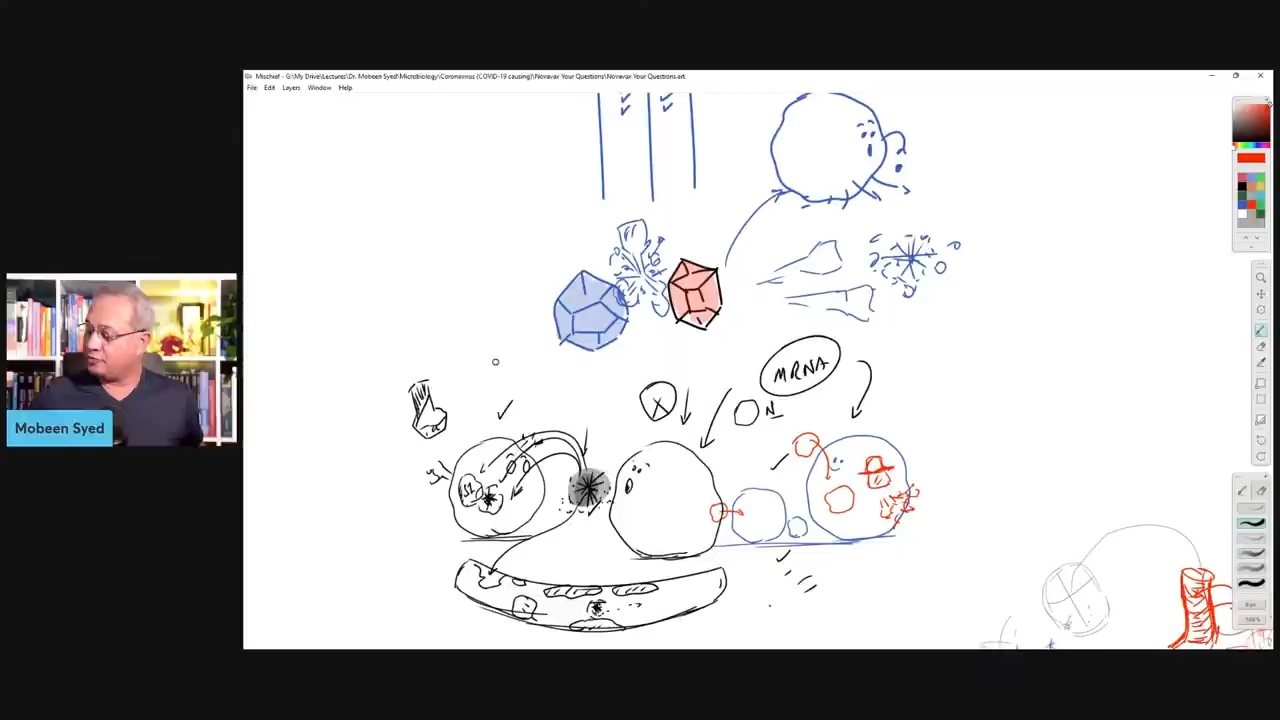 Mischief - G:\My Drive\Lectures\Dr. Mobeen Syed\Microbiology\Coronavirus (COVID-19 causing)\Novavax Your Questions\Novavax Your Questions.art
File Edit Layers Window Help
MRNA
N
Mobeen Syed
100%